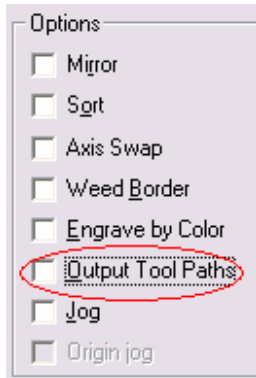 Options
Mirror
Sort
Axis Swap
Weed Border
Engrave by Color
Output Tool Paths
Jog
Origin jog